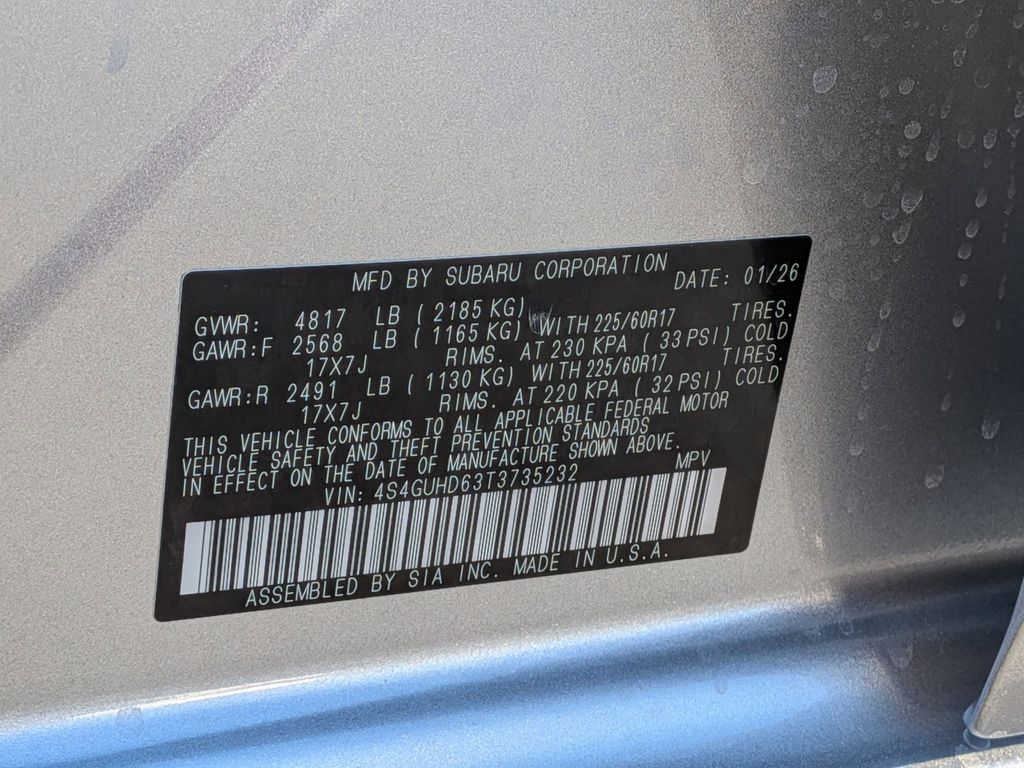 MFD BY SUBARU CORPORATION DATE: 01/26
GVWR: 4817 LB ( 2185 KG)
GAWR:F 2568 LB ( 1165 KG) WITH 225/60R17 TIRES.
17X7J RIMS. AT 230 KPA ( 33 PSI) COLD
GAWR:R 2491 LB ( 1130 KG) WITH 225/60R17 TIRES.
17X7J RIMS. AT 220 KPA ( 32 PSI) COLD
THIS VEHICLE CONFORMS TO ALL APPLICABLE FEDERAL MOTOR
VEHICLE SAFETY AND THEFT PREVENTION STANDARDS
IN EFFECT ON THE DATE OF MANUFACTURE SHOWN ABOVE.
VIN: 4S4GUHD63T3735232 MPV
ASSEMBLED BY SIA INC. MADE IN U.S.A.